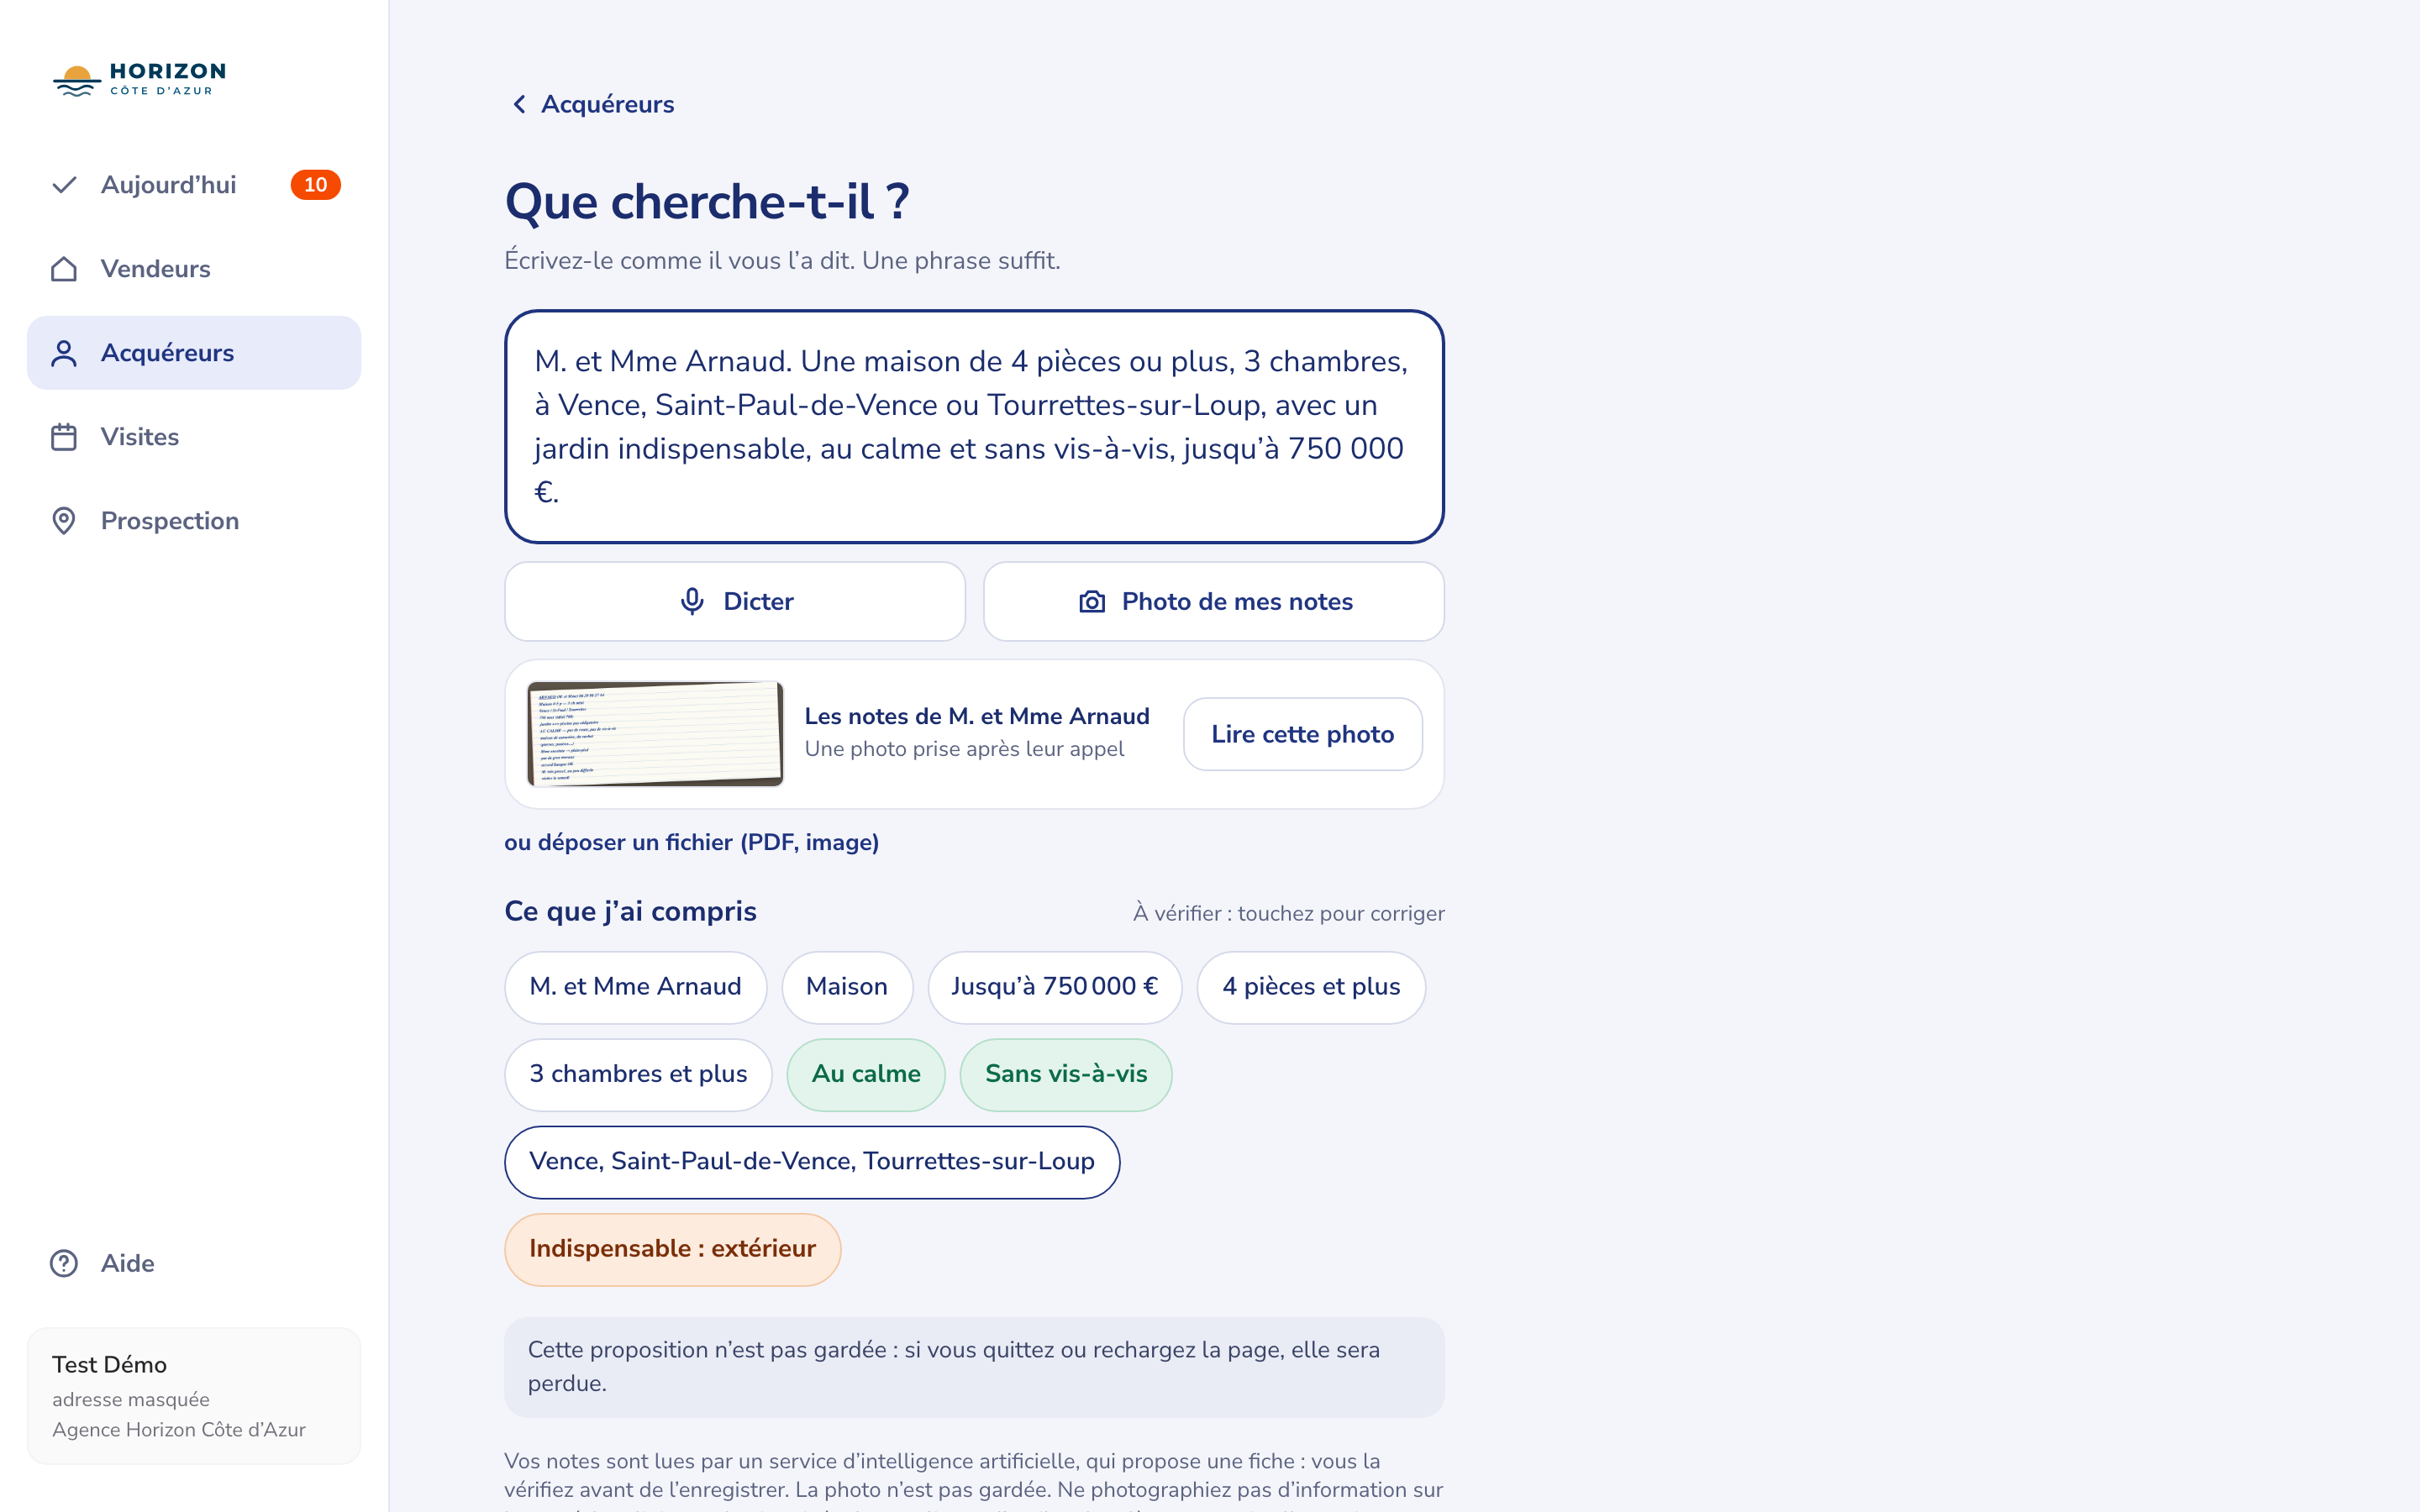 HORIZON
CÔTE D'AZUR
Aujourd’hui
10
Vendeurs
Acquéreurs
Visites
Prospection
Aide
Test Démo
adresse masquée
Agence Horizon Côte d’Azur
Acquéreurs
Que cherche-t-il ?
Écrivez-le comme il vous l’a dit. Une phrase suffit.
M. et Mme Arnaud. Une maison de 4 pièces ou plus, 3 chambres,
à Vence, Saint-Paul-de-Vence ou Tourrettes-sur-Loup, avec un
jardin indispensable, au calme et sans vis-à-vis, jusqu’à 750 000
€.
Dicter
Photo de mes notes
Les notes de M. et Mme Arnaud
Une photo prise après leur appel
Lire cette photo
ou déposer un fichier (PDF, image)
Ce que j’ai compris
À vérifier : touchez pour corriger
M. et Mme Arnaud
Maison
Jusqu’à 750 000 €
4 pièces et plus
3 chambres et plus
Au calme
Sans vis-à-vis
Vence, Saint-Paul-de-Vence, Tourrettes-sur-Loup
Indispensable : extérieur
Cette proposition n’est pas gardée : si vous quittez ou rechargez la page, elle sera
perdue.
Vos notes sont lues par un service d’intelligence artificielle, qui propose une fiche : vous la
vérifiez avant de l’enregistrer. La photo n’est pas gardée. Ne photographiez pas d’information sur